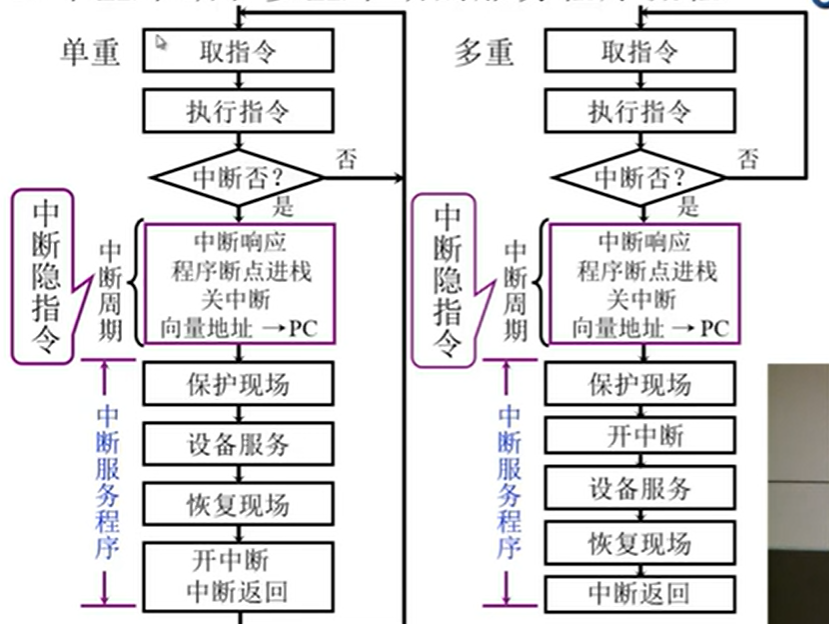 单重
取指令
执行指令
中断否？
否
是
中断隐指令
中断周期
中断响应
程序断点进栈
关中断
向量地址 → PC
中断服务程序
保护现场
设备服务
恢复现场
开中断
中断返回
多重
取指令
执行指令
中断否？
否
是
中断隐指令
中断周期
中断响应
程序断点进栈
关中断
向量地址 → PC
中断服务程序
保护现场
开中断
设备服务
恢复现场
中断返回